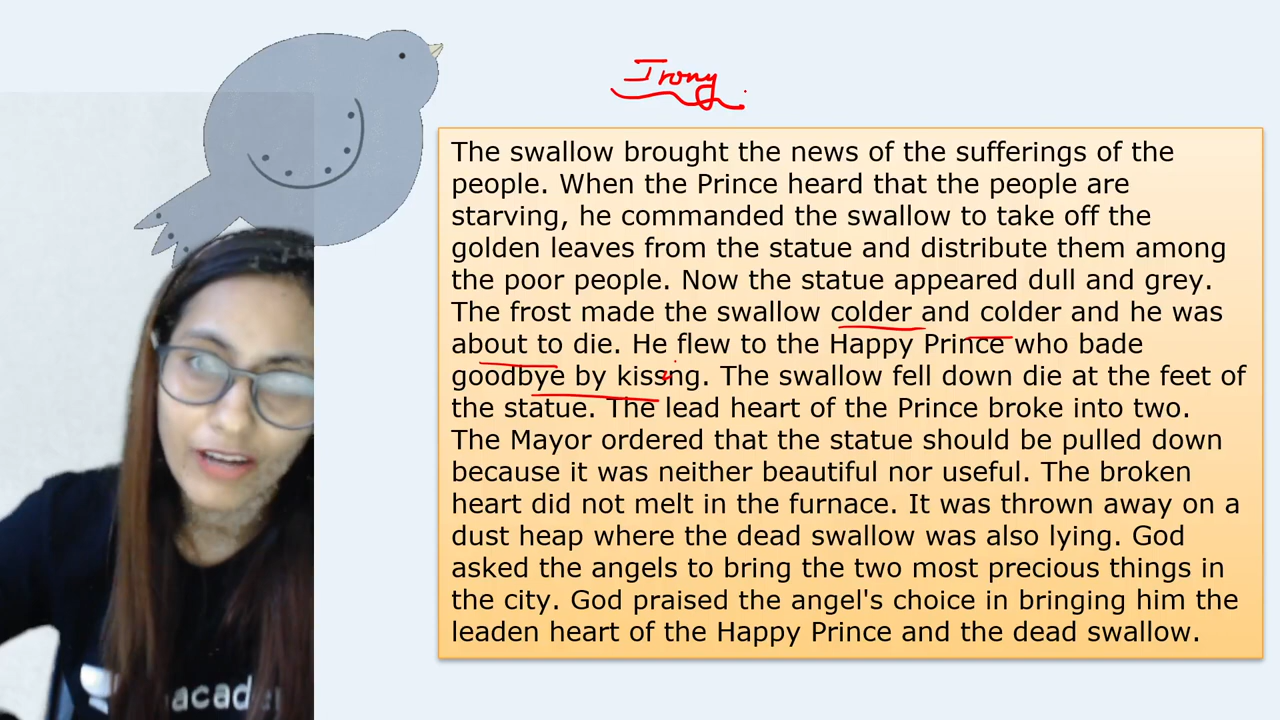 Irony
The swallow brought the news of the sufferings of the
people. When the Prince heard that the people are
starving, he commanded the swallow to take off the
golden leaves from the statue and distribute them among
the poor people. Now the statue appeared dull and grey.
The frost made the swallow colder and colder and he was
about to die. He flew to the Happy Prince who bade
goodbye by kissng. The swallow fell down die at the feet of
the statue. The lead heart of the Prince broke into two.
The Mayor ordered that the statue should be pulled down
because it was neither beautiful nor useful. The broken
heart did not melt in the furnace. It was thrown away on a
dust heap where the dead swallow was also lying. God
asked the angels to bring the two most precious things in
the city. God praised the angel's choice in bringing him the
leaden heart of the Happy Prince and the dead swallow.